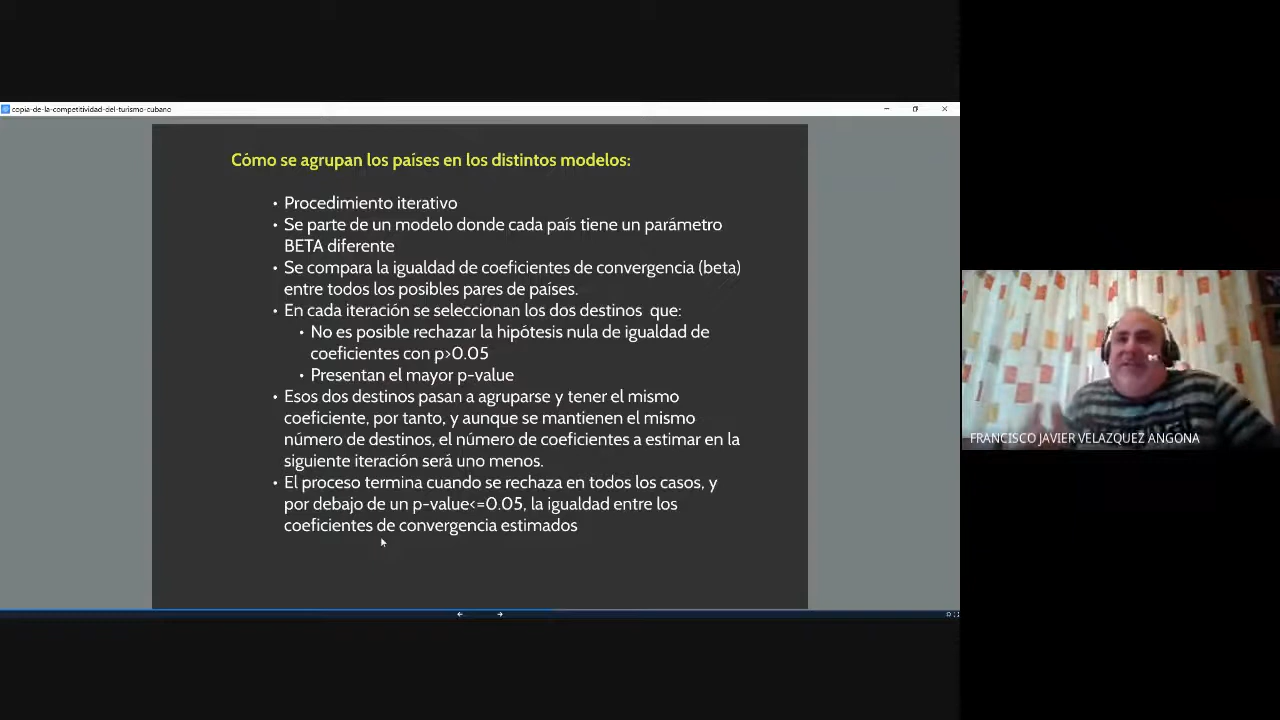 copia-de-la-competitividad-del-turismo-cubano
Cómo se agrupan los países en los distintos modelos:
• Procedimiento iterativo
• Se parte de un modelo donde cada país tiene un parámetro
BETA diferente
• Se compara la igualdad de coeficientes de convergencia (beta)
entre todos los posibles pares de países.
• En cada iteración se seleccionan los dos destinos que:
• No es posible rechazar la hipótesis nula de igualdad de
coeficientes con p>0.05
• Presentan el mayor p-value
• Esos dos destinos pasan a agruparse y tener el mismo
coeficiente, por tanto, y aunque se mantienen el mismo
número de destinos, el número de coeficientes a estimar en la
siguiente iteración será uno menos.
• El proceso termina cuando se rechaza en todos los casos, y
por debajo de un p-value<=0.05, la igualdad entre los
coeficientes de convergencia estimados
FRANCISCO JAVIER VELAZQUEZ ANGONA